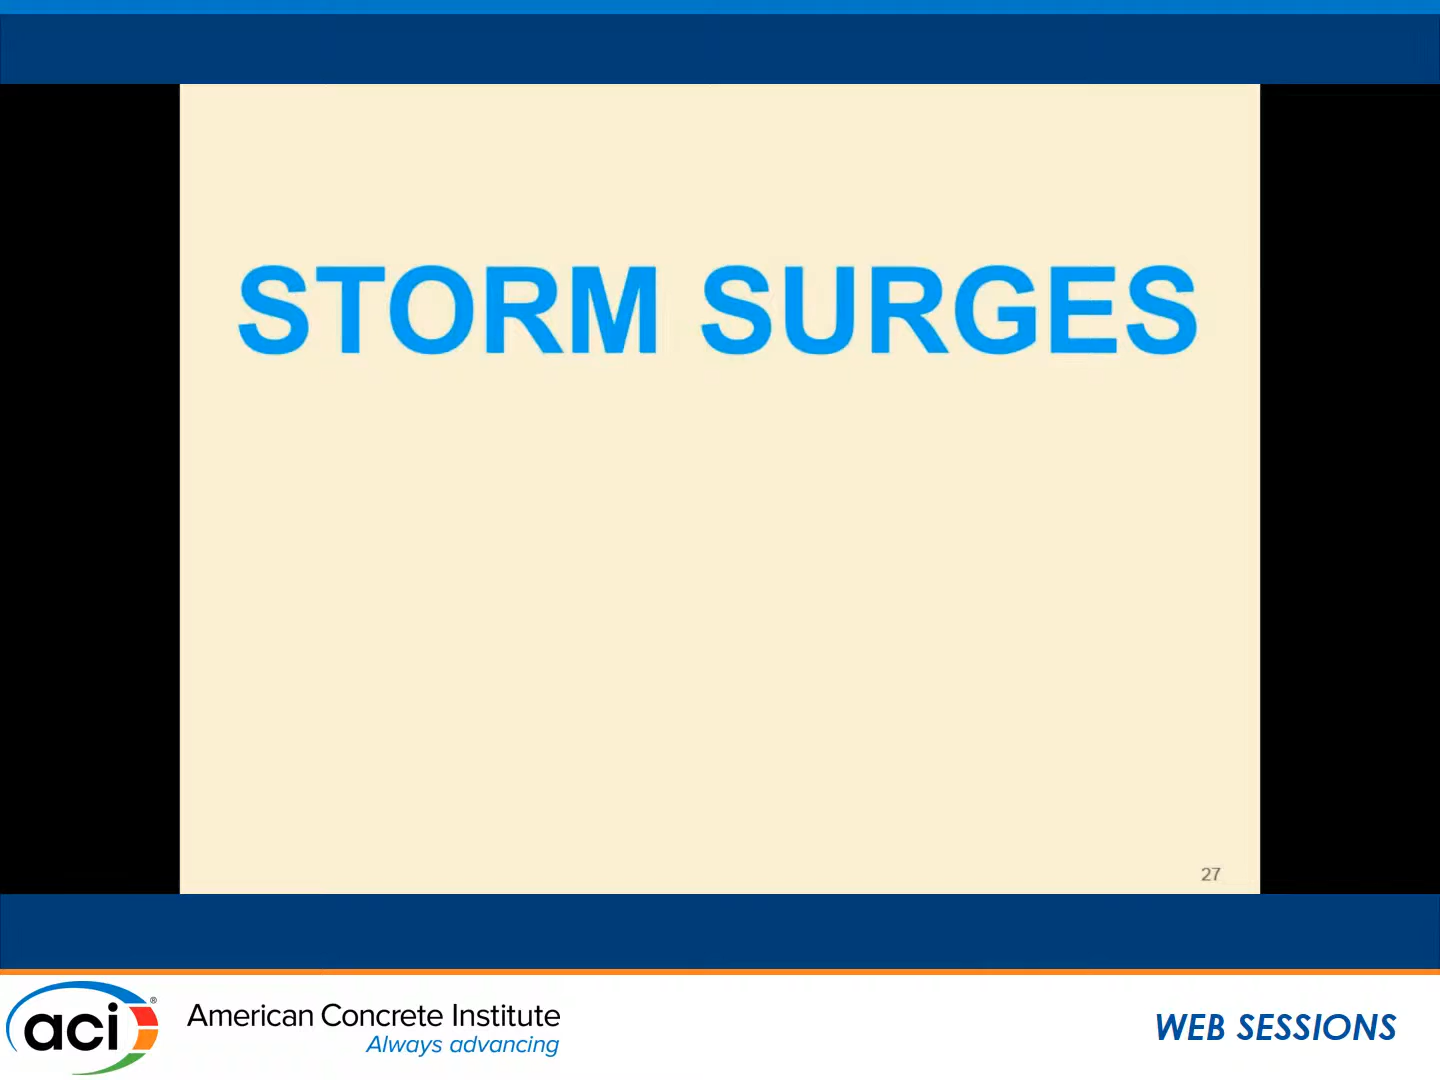 STORM SURGES
27
aci®
American Concrete Institute
Always advancing
WEB SESSIONS